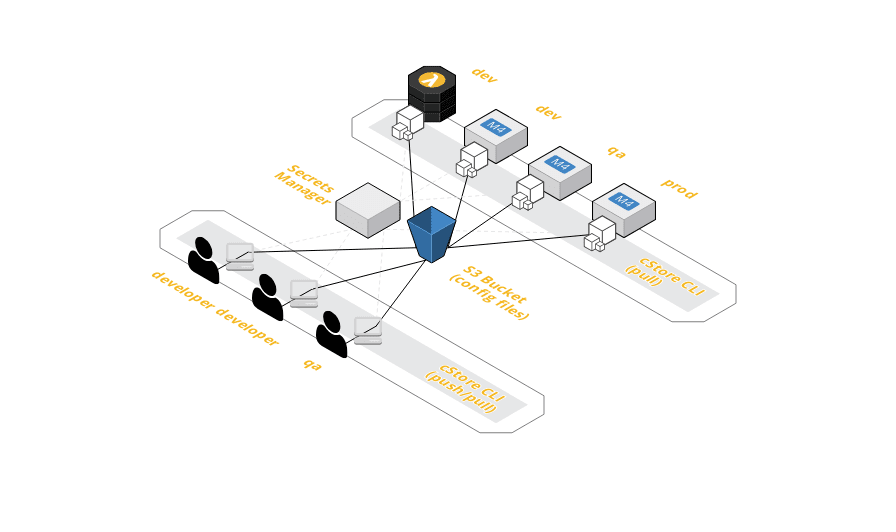 dev
dev
qa
prod
M4
M4
M4
Secrets
Manager
S3 Bucket
(config files)
cStore CLI
(pull)
developer
developer
qa
cStore CLI
(push/pull)